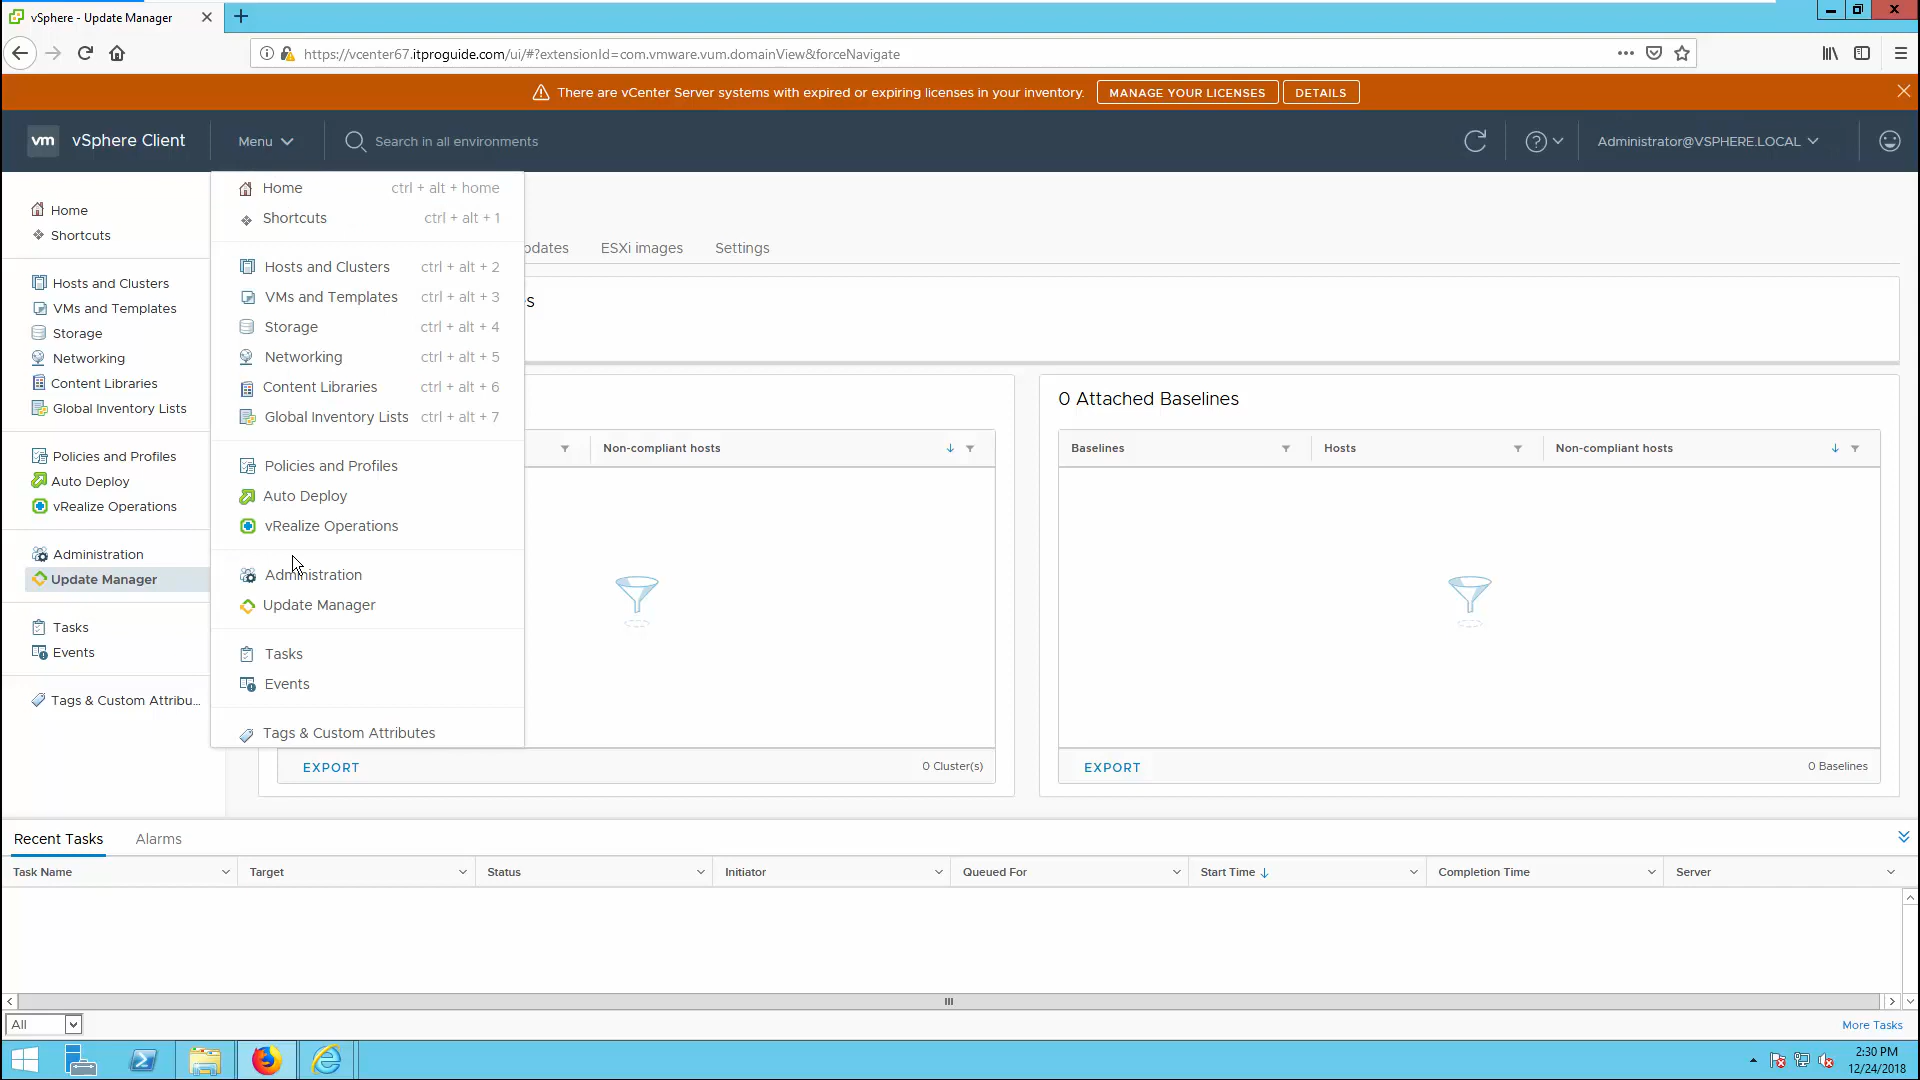 vSphere - Update Manager
https://vcenter67.itproguide.com/ui/#?extensionId=com.vmware.vum.domainView&forceNavigate
There are vCenter Server systems with expired or expiring licenses in your inventory. MANAGE YOUR LICENSES DETAILS
vm vSphere Client Menu Search in all environments Administrator@VSPHERE.LOCAL
Home
Shortcuts
Hosts and Clusters
VMs and Templates
Storage
Networking
Content Libraries
Global Inventory Lists
Policies and Profiles
Auto Deploy
vRealize Operations
Administration
Update Manager
Tasks
Events
Tags & Custom Attribu...
Home ctrl + alt + home
Shortcuts ctrl + alt + 1
Hosts and Clusters ctrl + alt + 2
VMs and Templates ctrl + alt + 3
Storage ctrl + alt + 4
Networking ctrl + alt + 5
Content Libraries ctrl + alt + 6
Global Inventory Lists ctrl + alt + 7
Policies and Profiles
Auto Deploy
vRealize Operations
Administration
Update Manager
Tasks
Events
Tags & Custom Attributes
pdates ESXi images Settings
s
Non-compliant hosts
EXPORT 0 Cluster(s)
0 Attached Baselines
Baselines Hosts Non-compliant hosts
EXPORT 0 Baselines
Recent Tasks Alarms
Task Name Target Status Initiator Queued For Start Time Completion Time Server
All More Tasks
2:30 PM
12/24/2018